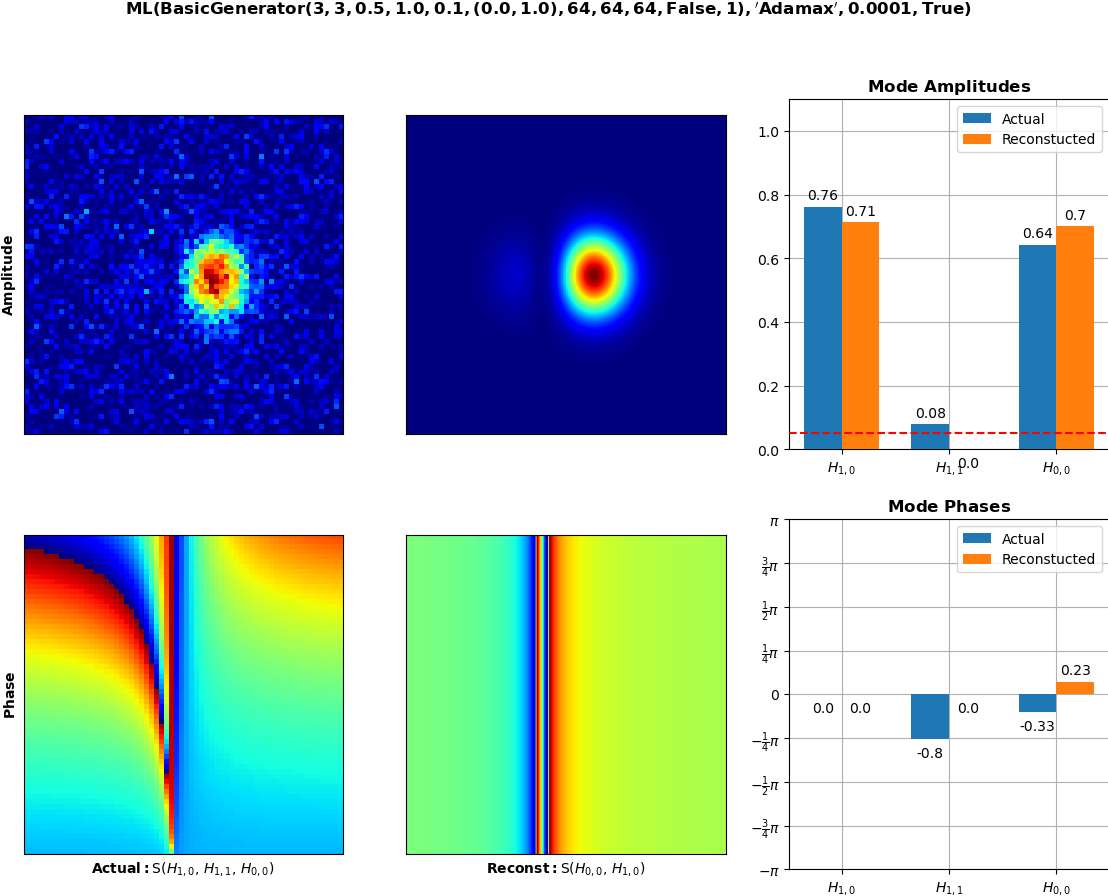 ML(BasicGenerator(3, 3, 0.5, 1.0, 0.1, (0.0, 1.0), 64, 64, 64, False, 1), ′Adamax′, 0.0001, True)
Amplitude
Mode Amplitudes
Actual
Reconstucted
1.0
0.8
0.6
0.4
0.2
0.0
0.76
0.71
0.08
0.0
0.64
0.7
H1,0
H1,1
H0,0
Phase
Actual: S(H1,0, H1,1, H0,0)
Reconst: S(H0,0, H1,0)
Mode Phases
Actual
Reconstucted
π
3/4π
1/2π
1/4π
0
−1/4π
−1/2π
−3/4π
−π
0.0
0.0
-0.8
0.0
-0.33
0.23
H1,0
H1,1
H0,0